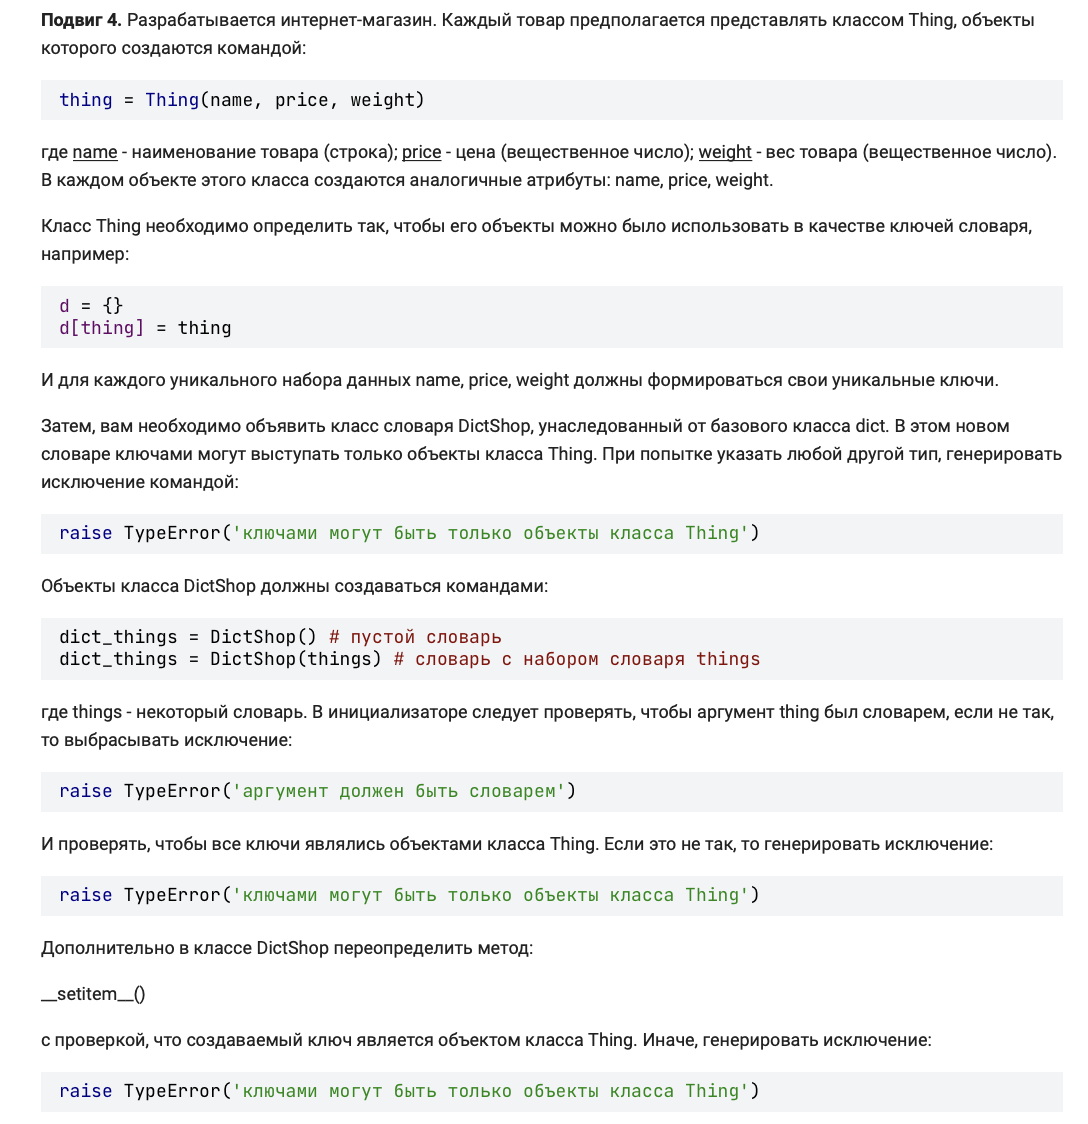 Подвиг 4. Разрабатывается интернет-магазин. Каждый товар предполагается представлять классом Thing, объекты
которого создаются командой:
thing = Thing(name, price, weight)
где name - наименование товара (строка); price - цена (вещественное число); weight - вес товара (вещественное число).
В каждом объекте этого класса создаются аналогичные атрибуты: name, price, weight.
Класс Thing необходимо определить так, чтобы его объекты можно было использовать в качестве ключей словаря,
например:
d = {}
d[thing] = thing
И для каждого уникального набора данных name, price, weight должны формироваться свои уникальные ключи.
Затем, вам необходимо объявить класс словаря DictShop, унаследованный от базового класса dict. В этом новом
словаре ключами могут выступать только объекты класса Thing. При попытке указать любой другой тип, генерировать
исключение командой:
raise TypeError('ключами могут быть только объекты класса Thing')
Объекты класса DictShop должны создаваться командами:
dict_things = DictShop() # пустой словарь
dict_things = DictShop(things) # словарь с набором словаря things
где things - некоторый словарь. В инициализаторе следует проверять, чтобы аргумент thing был словарем, если не так,
то выбрасывать исключение:
raise TypeError('аргумент должен быть словарем')
И проверять, чтобы все ключи являлись объектами класса Thing. Если это не так, то генерировать исключение:
raise TypeError('ключами могут быть только объекты класса Thing')
Дополнительно в классе DictShop переопределить метод:
__setitem__()
с проверкой, что создаваемый ключ является объектом класса Thing. Иначе, генерировать исключение:
raise TypeError('ключами могут быть только объекты класса Thing')